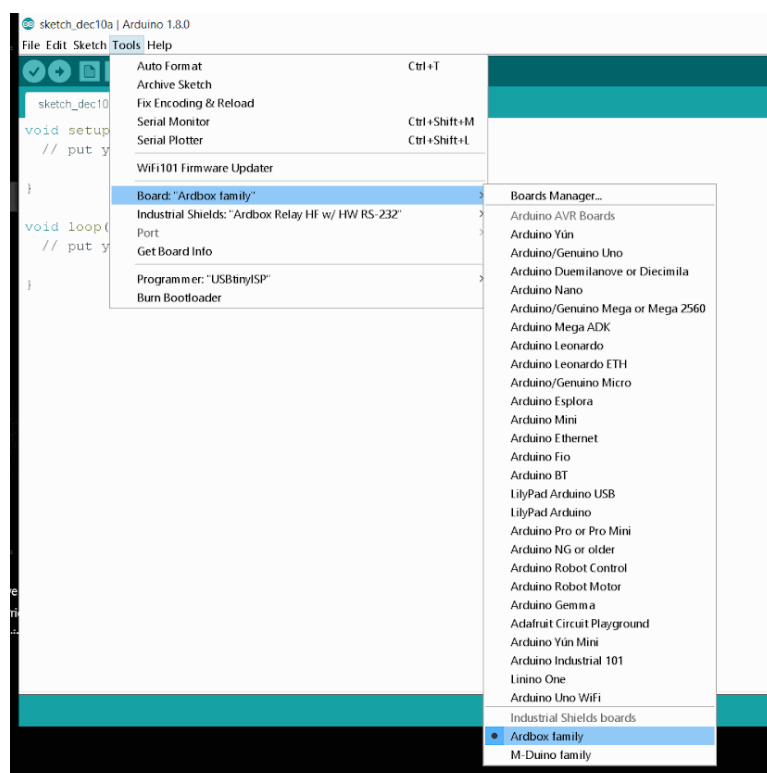 sketch_dec10a | Arduino 1.8.0
File Edit Sketch Tools Help
sketch_dec10
void setup
// put y
}
void loop(
// put y
}
Auto Format Ctrl+T
Archive Sketch
Fix Encoding & Reload
Serial Monitor Ctrl+Shift+M
Serial Plotter Ctrl+Shift+L
WiFi101 Firmware Updater
Board: "Ardbox family"
Industrial Shields: "Ardbox Relay HF w/ HW RS-232"
Port
Get Board Info
Programmer: "USBtinyISP"
Burn Bootloader
Boards Manager...
Arduino AVR Boards
Arduino Yún
Arduino/Genuino Uno
Arduino Duemilanove or Diecimila
Arduino Nano
Arduino/Genuino Mega or Mega 2560
Arduino Mega ADK
Arduino Leonardo
Arduino Leonardo ETH
Arduino/Genuino Micro
Arduino Esplora
Arduino Mini
Arduino Ethernet
Arduino Fio
Arduino BT
LilyPad Arduino USB
LilyPad Arduino
Arduino Pro or Pro Mini
Arduino NG or older
Arduino Robot Control
Arduino Robot Motor
Arduino Gemma
Adafruit Circuit Playground
Arduino Yún Mini
Arduino Industrial 101
Linino One
Arduino Uno WiFi
Industrial Shields boards
Ardbox family
M-Duino family